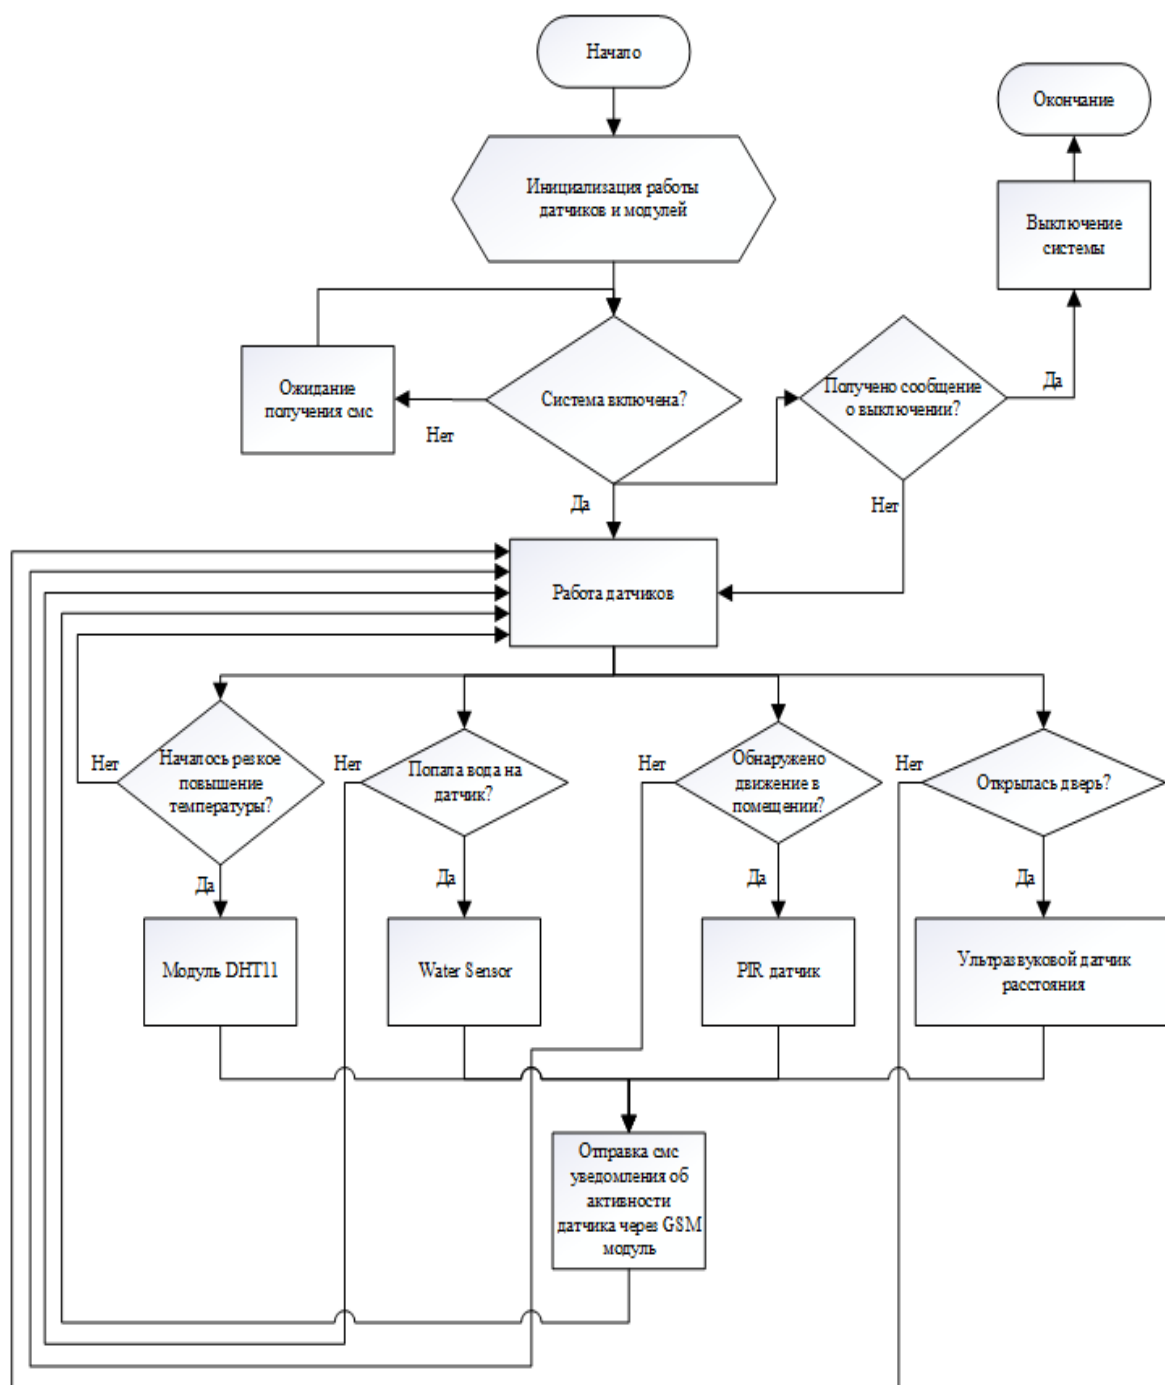 Начало
Окончание
Инициализация работы
датчиков и модулей
Выключение
системы
Ожидание
получения смс
Система включена?
Получено сообщение
о выключении?
Да
Нет
Да
Нет
Работа датчиков
Нет
Началось резкое
повышение
температуры?
Нет
Попала вода на
датчик?
Нет
Обнаружено
движение в
помещении?
Нет
Открылась дверь?
Да
Да
Да
Да
Модуль DHT11
Water Sensor
PIR датчик
Ультразвуковой датчик
расстояния
Отправка смс
уведомления об
активности
датчика через GSM
модуль